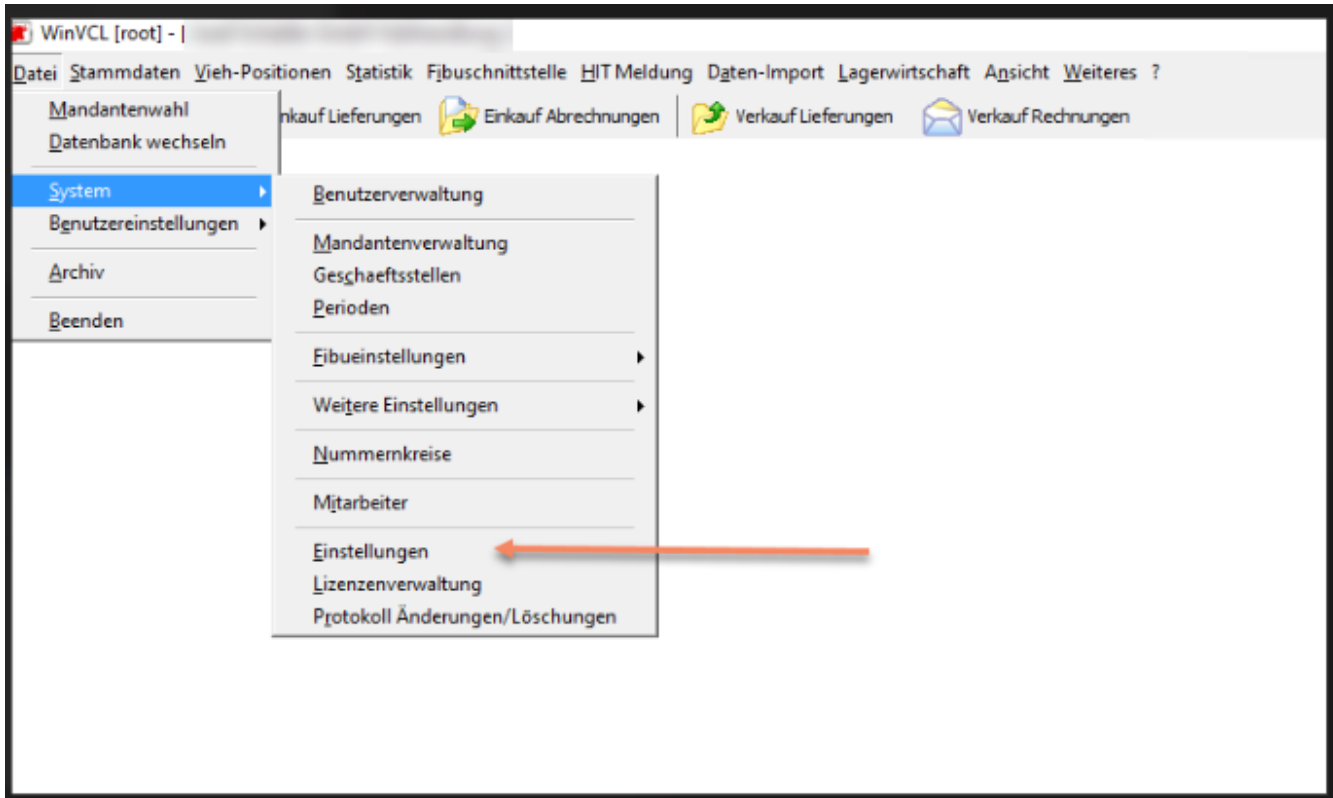 WinVCL [root] - |
Datei Stammdaten Vieh-Positionen Statistik Fibuschnittstelle HIT Meldung Daten-Import Lagerwirtschaft Ansicht Weiteres ?
nkauf Lieferungen Einkauf Abrechnungen Verkauf Lieferungen Verkauf Rechnungen
Mandantenwahl
Datenbank wechseln
System
Benutzereinstellungen
Archiv
Beenden
Benutzerverwaltung
Mandantenverwaltung
Geschaeftsstellen
Perioden
Fibueinstellungen
Weitere Einstellungen
Nummernkreise
Mitarbeiter
Einstellungen
Lizenzenverwaltung
Protokoll Änderungen/Löschungen